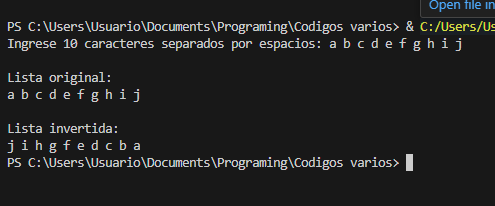 Open file in
PS C:\Users\Usuario\Documents\Programing\Codigos varios> & C:/Users/Us
Ingrese 10 caracteres separados por espacios: a b c d e f g h i j
Lista original:
a b c d e f g h i j
Lista invertida:
j i h g f e d c b a
PS C:\Users\Usuario\Documents\Programing\Codigos varios>